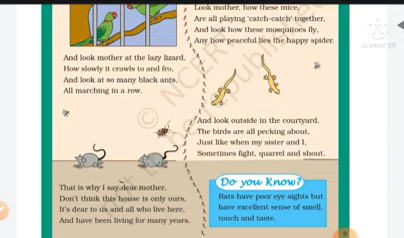 Look mother, how these mice,
Are all playing 'catch-catch' together,
And look how these mosquitoes fly,
Any how peaceful lies the happy spider.
And look mother at the lazy lizard,
How slowly it crawls to and fro,
And look at so many black ants,
All marching in a row.
And look outside in the courtyard,
The birds are all pecking about,
Just like when my sister and I,
Sometimes fight, quarrel and shout.
That is why I say dear mother,
Don't think this house is only ours,
It's dear to us and all who live here,
And have been living for many years.
Do you Know?
Rats have poor eye sights but
have excellent sense of smell,
touch and taste.